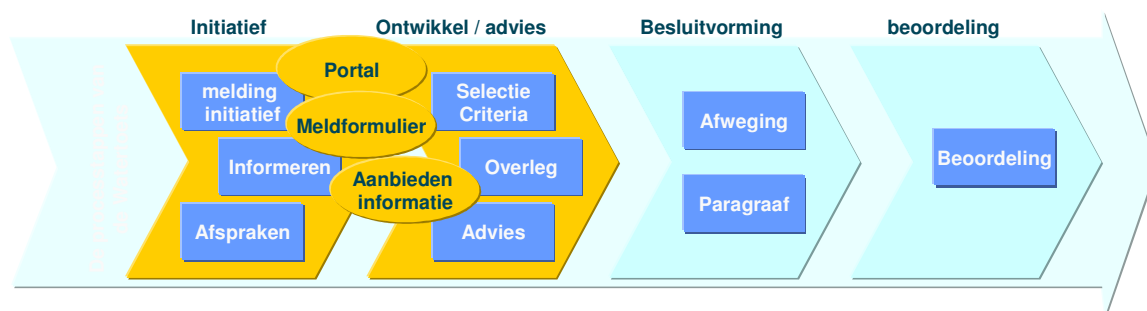 Initiatief
Ontwikkel / advies
Besluitvorming
beoordeling
Portal
melding
initiatief
Selectie
Criteria
Meldformulier
Afweging
Informeren
Overleg
Beoordeling
Aanbieden
informatie
Afspraken
Advies
Paragraaf